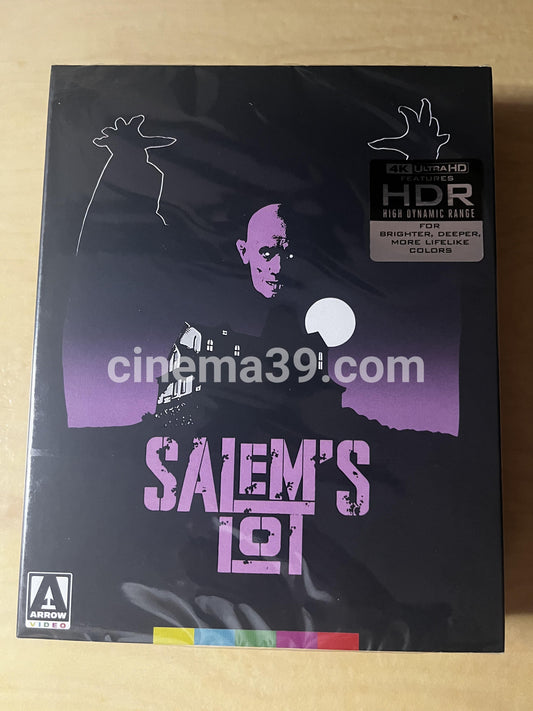 4K ULTRA HD
FEATURES
HDR
HIGH DYNAMIC RANGE
FOR
BRIGHTER, DEEPER,
MORE LIFELIKE
COLORS
cinema39.com
SALEM'S
LOT
A
ARROW
VIDEO